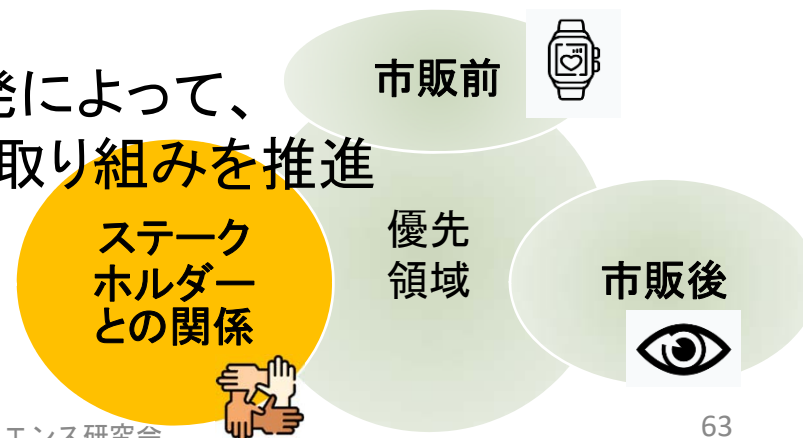 発によって、
取り組みを推進
市販前
ステーク
ホルダー
との関係
優先
領域
市販後
エンス研究会
63